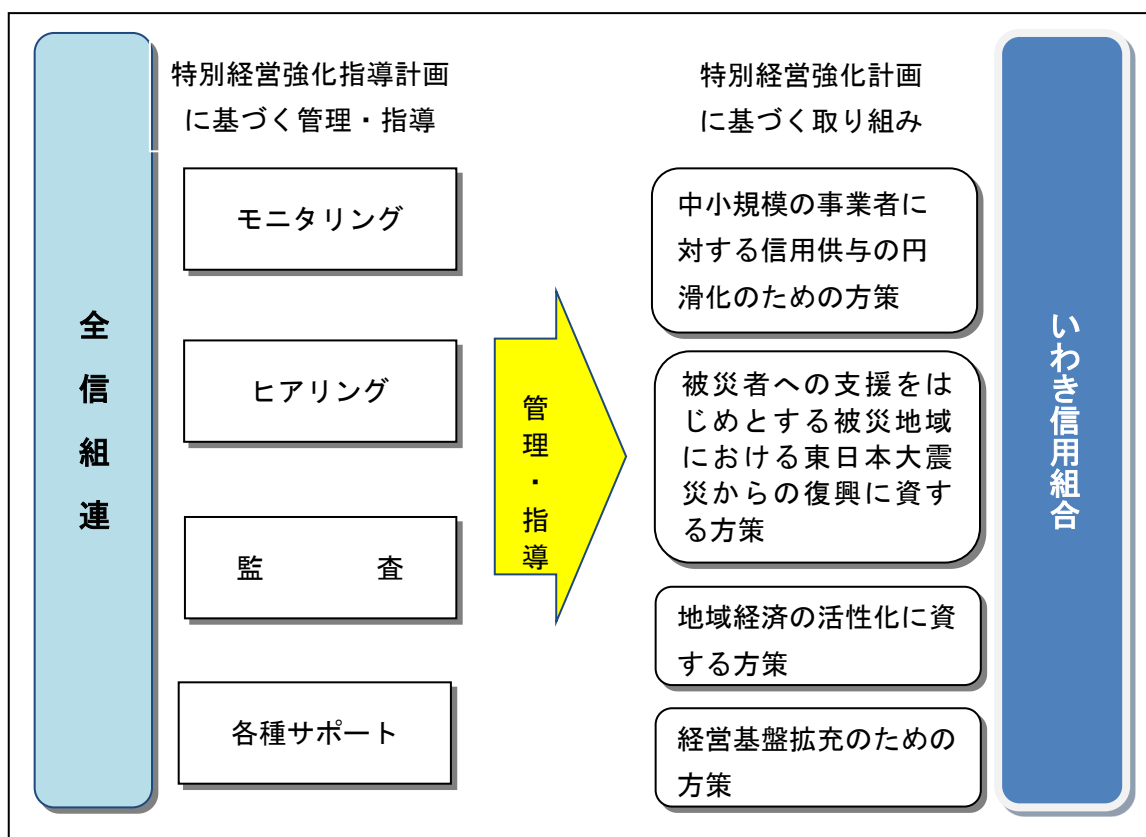 全信組連
特別経営強化指導計画
に基づく管理・指導
モニタリング
ヒアリング
監　　　査
各種サポート
管理・指導
特別経営強化計画
に基づく取り組み
中小規模の事業者に
対する信用供与の円
滑化のための方策
被災者への支援をは
じめとする被災地域
における東日本大震
災からの復興に資す
る方策
地域経済の活性化に資
する方策
経営基盤拡充のための
方策
いわき信用組合